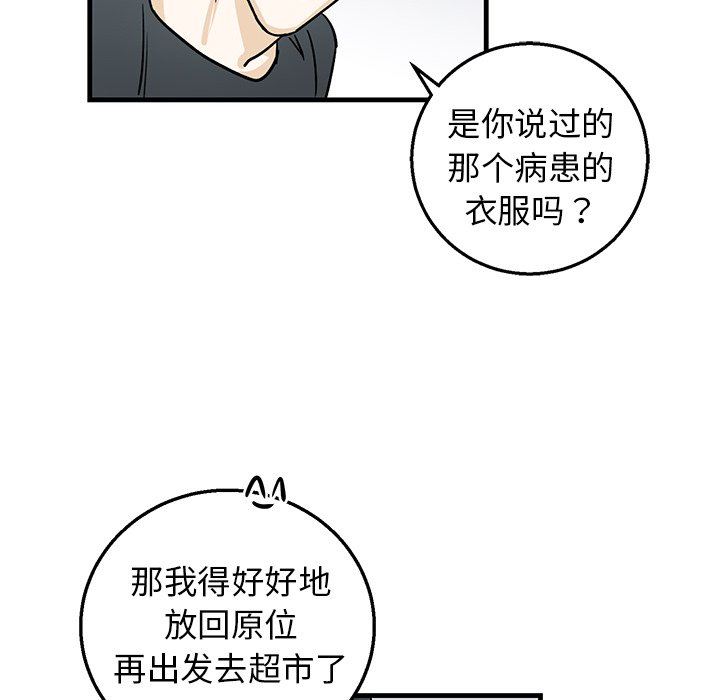 是你说过的
那个病患的
衣服吗？
那我得好好地
放回原位
再出发去超市了